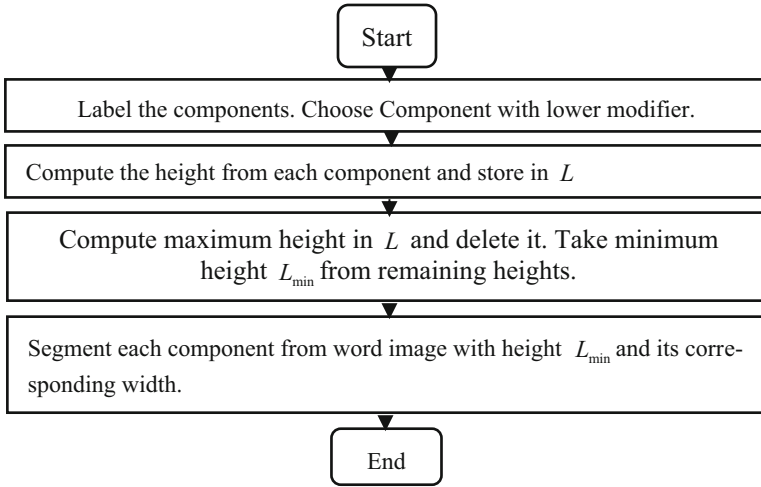 Start
Label the components. Choose Component with lower modifier.
Compute the height from each component and store in L
Compute maximum height in L and delete it. Take minimum
height L_min from remaining heights.
Segment each component from word image with height L_min and its corre-
sponding width.
End